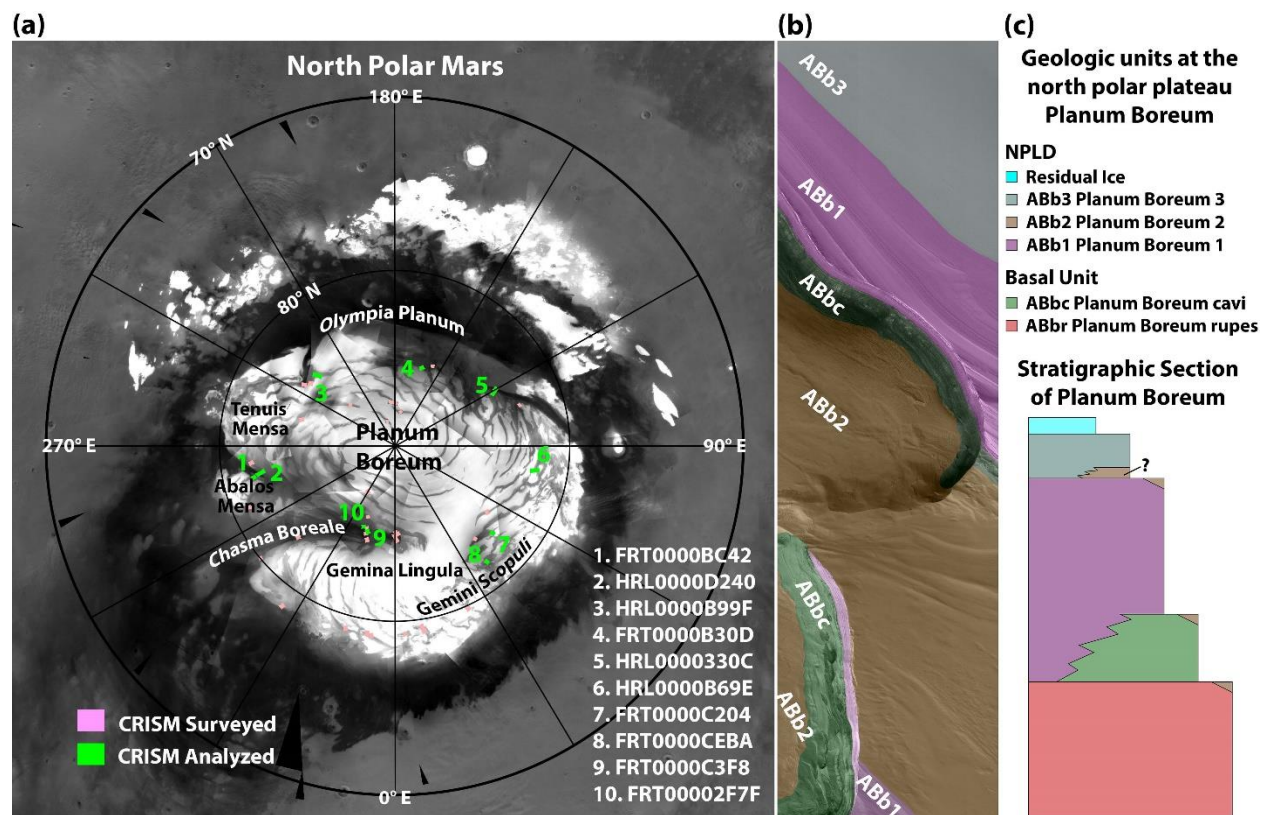 (a)
North Polar Mars
180° E
70° N
80° N
Olympia Planum
4
5
3
Tenuis
Mensa
Planum
Boreum
270° E
90° E
1
2
6
Abalos
Mensa
10
9
Chasma Boreale
7
8
Gemina Lingula
Gemini Scopuli
1. FRT0000BC42
2. HRL0000D240
3. HRL0000B99F
4. FRT0000B30D
5. HRL0000330C
6. HRL0000B69E
7. FRT0000C204
8. FRT0000CEBA
9. FRT0000C3F8
10. FRT00002F7F
CRISM Surveyed
CRISM Analyzed
0° E
(b)
ABb3
ABb1
ABbc
ABb2
ABbc
ABb2
ABb1
(c)
Geologic units at the
north polar plateau
Planum Boreum
NPLD
Residual Ice
ABb3 Planum Boreum 3
ABb2 Planum Boreum 2
ABb1 Planum Boreum 1
Basal Unit
ABbc Planum Boreum cavi
ABbr Planum Boreum rupes
Stratigraphic Section
of Planum Boreum
?